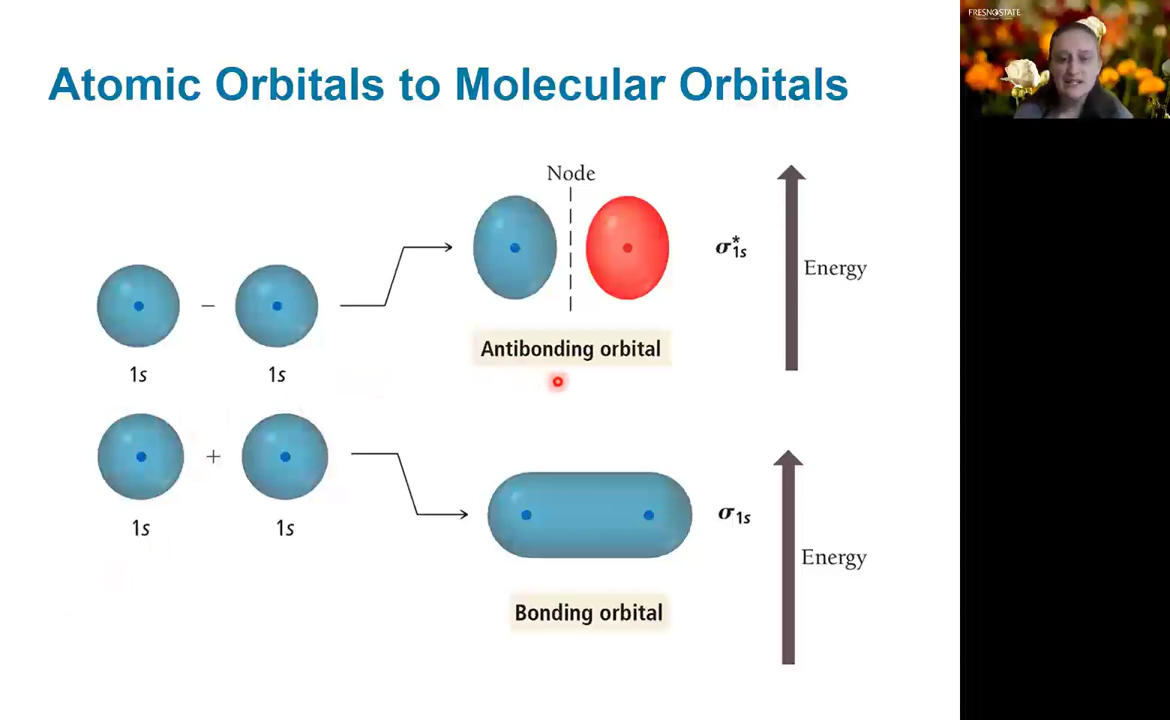 FRESNO STATE
Atomic Orbitals to Molecular Orbitals
Node
σ*1s
Energy
− 
1s
1s
Antibonding orbital
+
1s
1s
σ1s
Energy
Bonding orbital